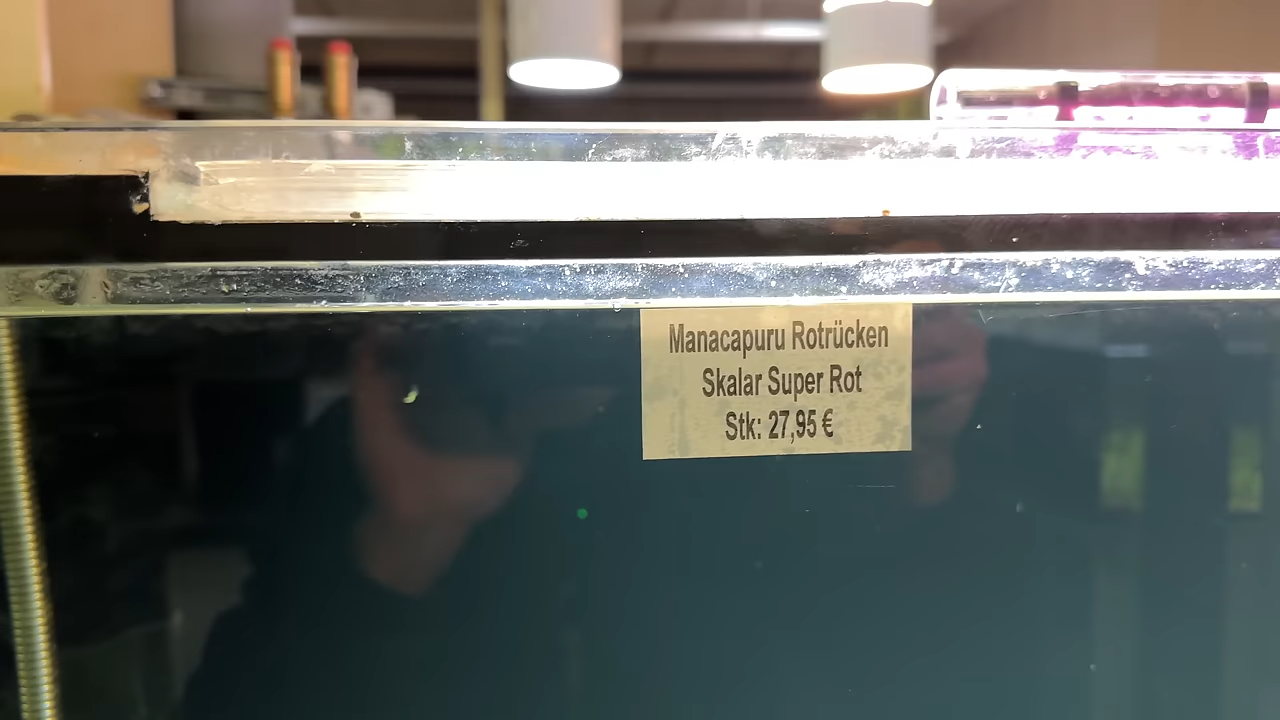 Manacapuru Rotrücken
Skalar Super Rot
Stk: 27,95 €